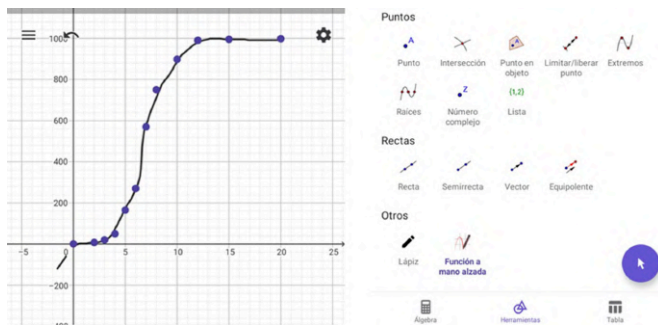 1000
800
600
400
200
-5
0
5
10
15
20
25
-200
-400
Puntos
A
Punto
Intersección
Punto en
objeto
Limitar/liberar
punto
Extremos
Raíces
Z
Número
complejo
{1,2}
Lista
Rectas
Recta
Semirrecta
Vector
Equipolente
Otros
Lápiz
Función a
mano alzada
Álgebra
Herramientas
Tabla